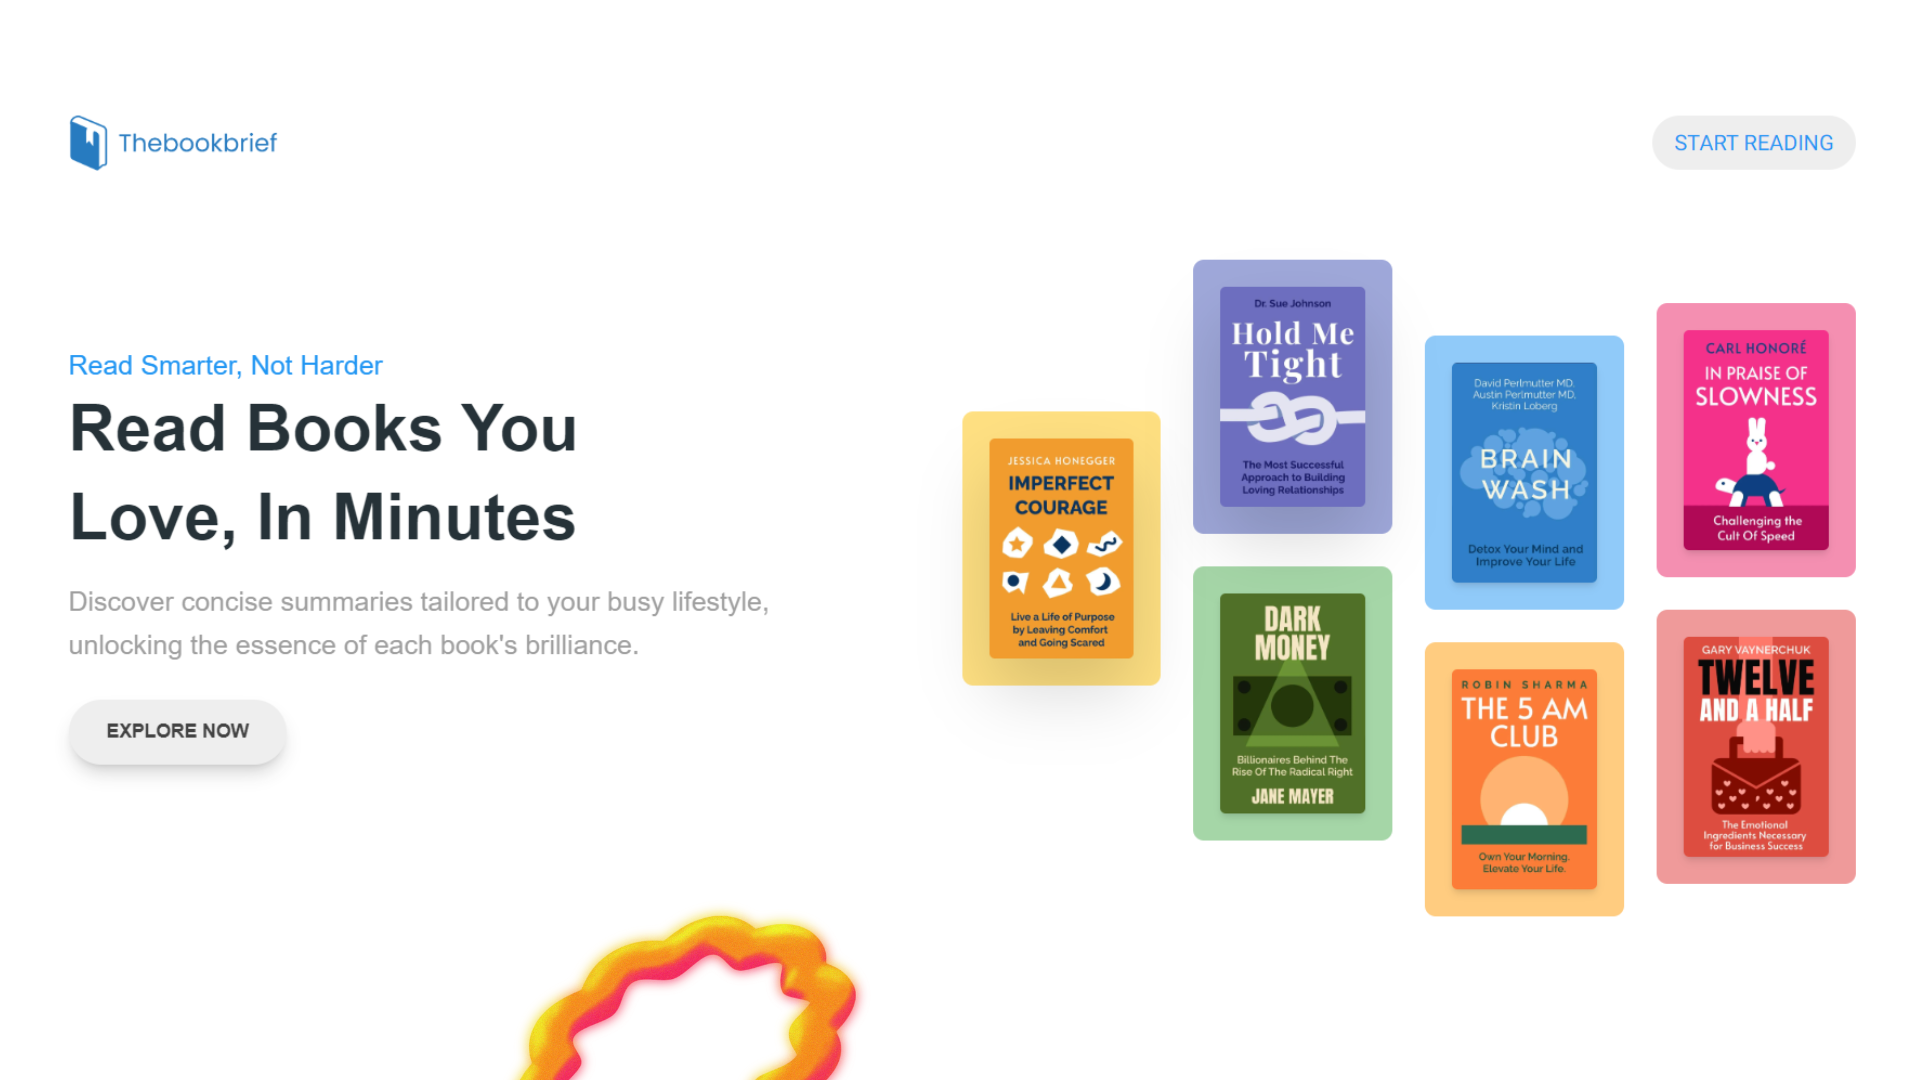 Thebookbrief
START READING
Read Smarter, Not Harder
Read Books You
Love, In Minutes
Discover concise summaries tailored to your busy lifestyle,
unlocking the essence of each book's brilliance.
EXPLORE NOW
JESSICA HONEGGER
IMPERFECT
COURAGE
Live a Life of Purpose
by Leaving Comfort
and Going Scared
Dr. Sue Johnson
Hold Me
Tight
The Most Successful
Approach to Building
Loving Relationships
DARK
MONEY
Billionaires Behind The
Rise Of The Radical Right
JANE MAYER
David Perlmutter MD,
Austin Perlmutter MD,
Kristin Loberg
BRAIN
WASH
Detox Your Mind and
Improve Your Life
ROBIN SHARMA
THE 5 AM
CLUB
Own Your Morning.
Elevate Your Life.
CARL HONORÉ
IN PRAISE OF
SLOWNESS
Challenging the
Cult Of Speed
GARY VAYNERCHUK
TWELVE
AND A HALF
The Emotional
Ingredients Necessary
for Business Success